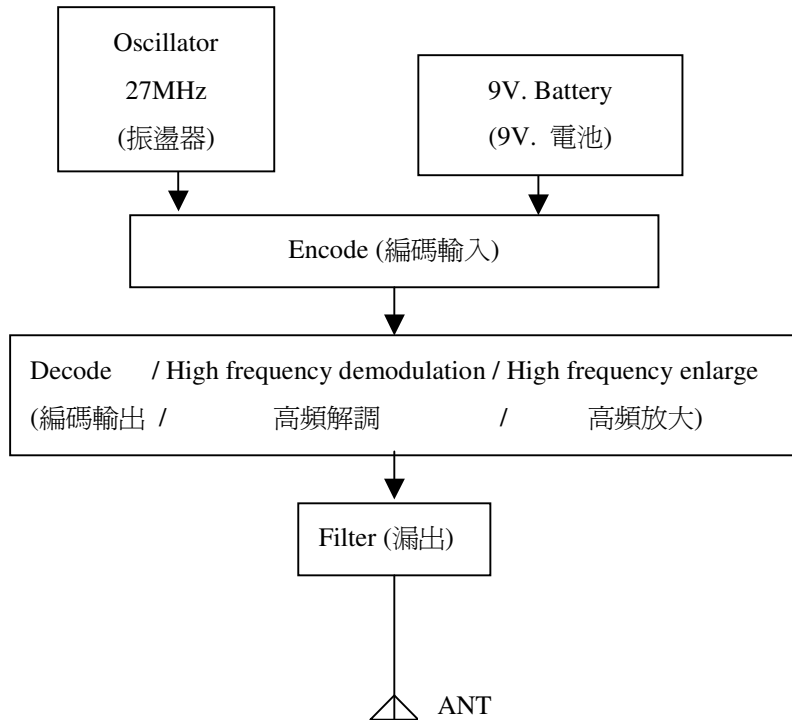 Oscillator
27MHz
(振盪器)
9V. Battery
(9V. 電池)
Encode (編碼輸入)
Decode / High frequency demodulation / High frequency enlarge
(編碼輸出 / 高頻解調 / 高頻放大)
Filter (漏出)
ANT